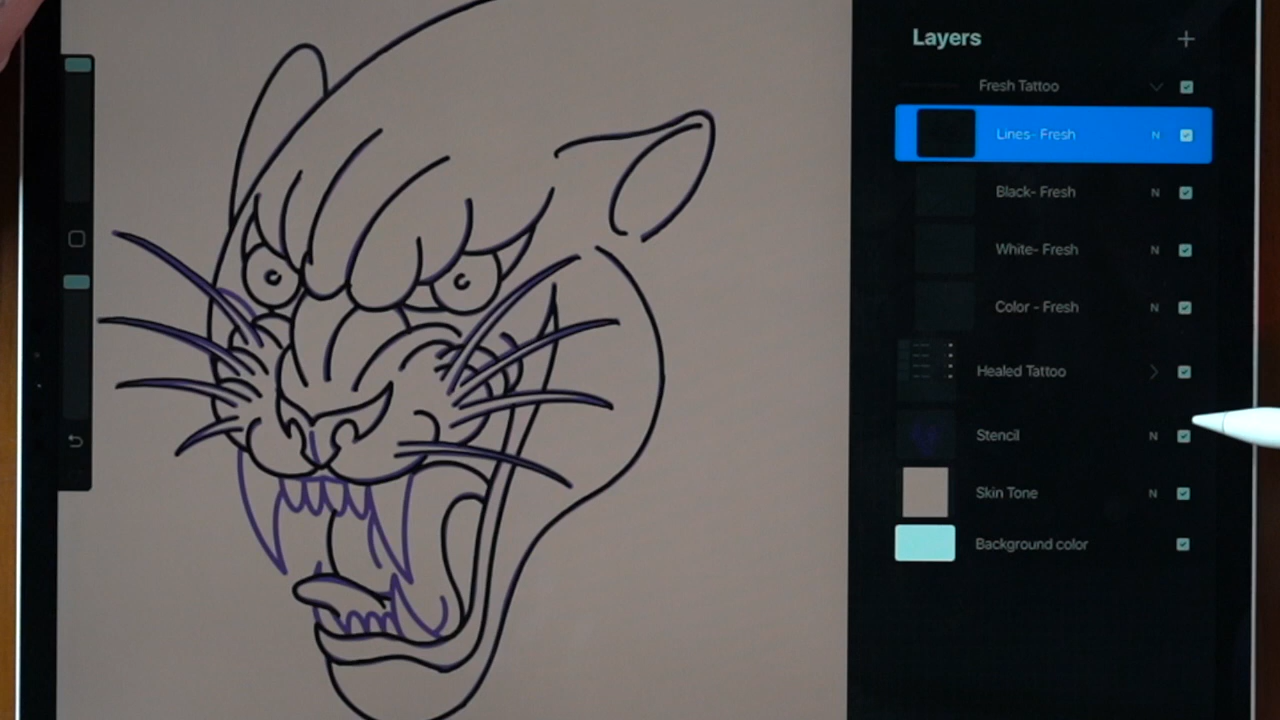 Layers
Fresh Tattoo
Lines- Fresh N
Black- Fresh N
White- Fresh N
Color - Fresh N
Healed Tattoo
Stencil N
Skin Tone N
Background color